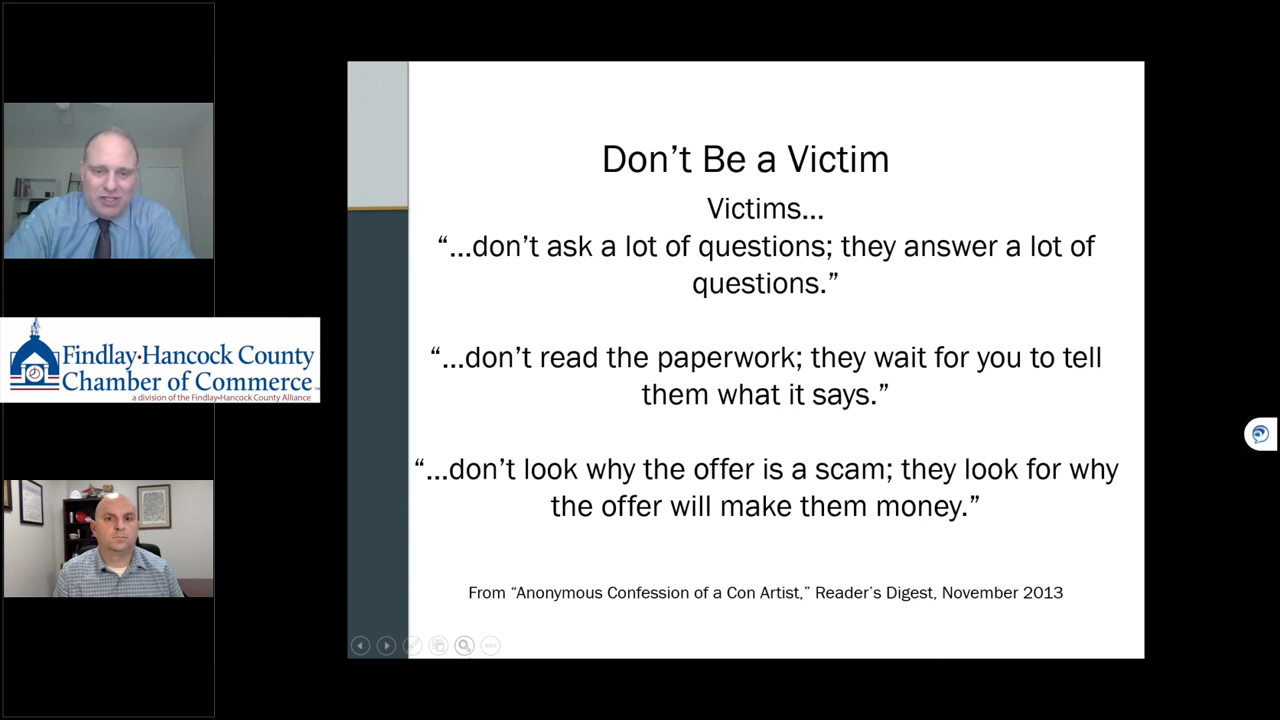 Don't Be a Victim
Victims...
“...don't ask a lot of questions; they answer a lot of
questions.”
“...don't read the paperwork; they wait for you to tell
them what it says.”
“...don't look why the offer is a scam; they look for why
the offer will make them money.”
From “Anonymous Confession of a Con Artist,” Reader's Digest, November 2013
Findlay·Hancock County
Chamber of Commerce
a division of the Findlay·Hancock County Alliance